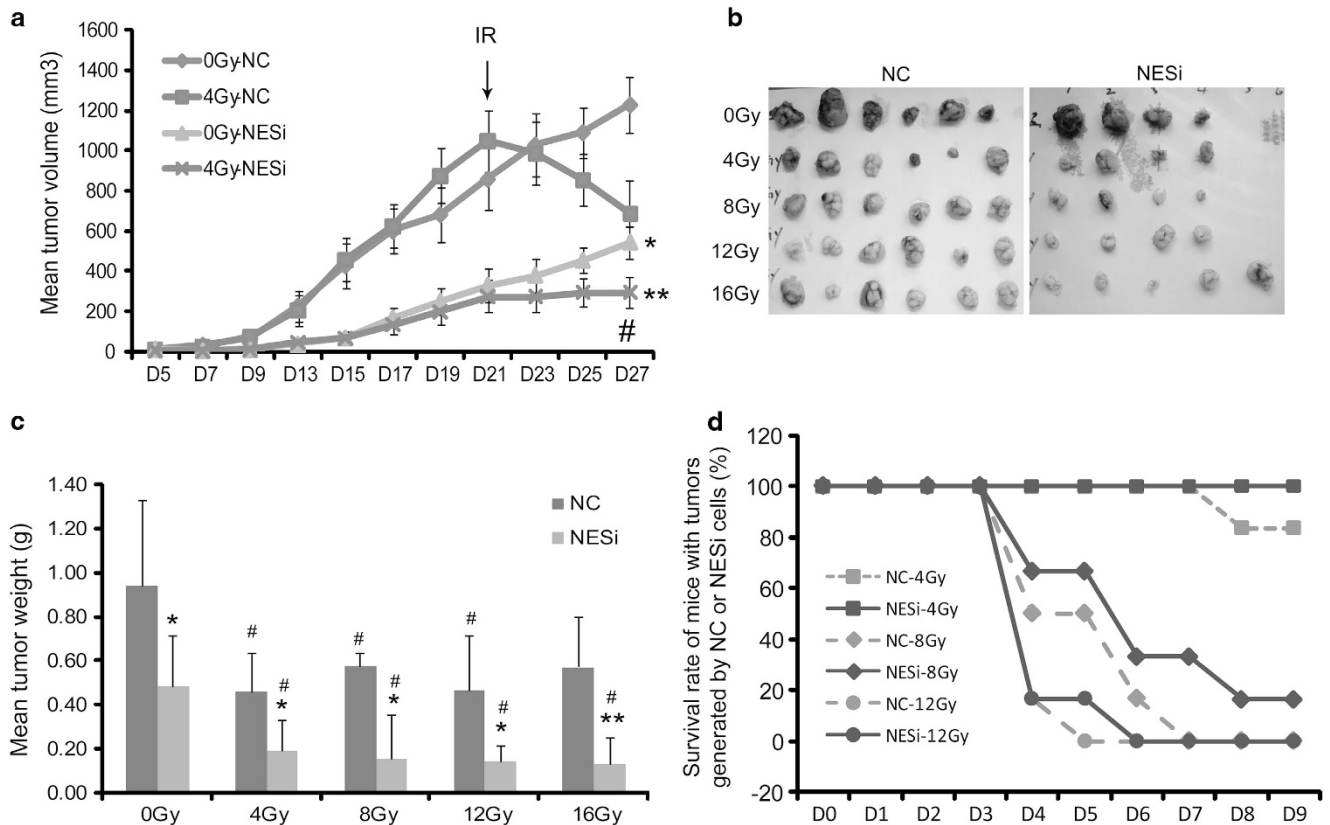 a
1600
1400
1200
1000
800
600
400
200
0
Mean tumor volume (mm3)
0Gy-NC
4Gy-NC
0Gy-NESi
4Gy-NESi
IR
*
**
#
D5 D7 D9 D13 D15 D17 D19 D21 D23 D25 D27
b
NC NESi
0Gy
4Gy
8Gy
12Gy
16Gy
c
1.40
1.20
1.00
0.80
0.60
0.40
0.20
0.00
Mean tumor weight (g)
NC
NESi
*
# # *
# # *
# # *
# **
0Gy 4Gy 8Gy 12Gy 16Gy
d
120
100
80
60
40
20
0
-20
Survival rate of mice with tumors
generated by NC or NESi cells (%)
NC-4Gy
NESi-4Gy
NC-8Gy
NESi-8Gy
NC-12Gy
NESi-12Gy
D0 D1 D2 D3 D4 D5 D6 D7 D8 D9